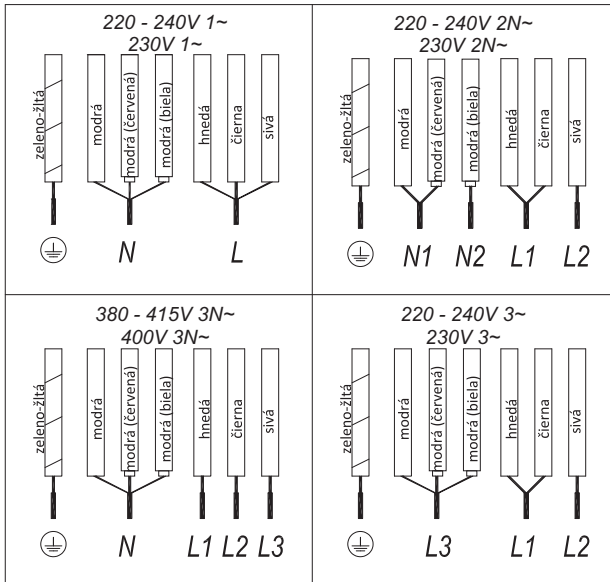 220 - 240V 1~
230V 1~
zeleno-žltá
modrá
modrá (červená)
modrá (biela)
hnedá
čierna
sivá
N
L
220 - 240V 2N~
230V 2N~
zeleno-žltá
modrá
modrá (červená)
modrá (biela)
hnedá
čierna
sivá
N1 N2 L1 L2
380 - 415V 3N~
400V 3N~
zeleno-žltá
modrá
modrá (červená)
modrá (biela)
hnedá
čierna
sivá
N L1 L2 L3
220 - 240V 3~
230V 3~
zeleno-žltá
modrá
modrá (červená)
modrá (biela)
hnedá
čierna
sivá
L3 L1 L2